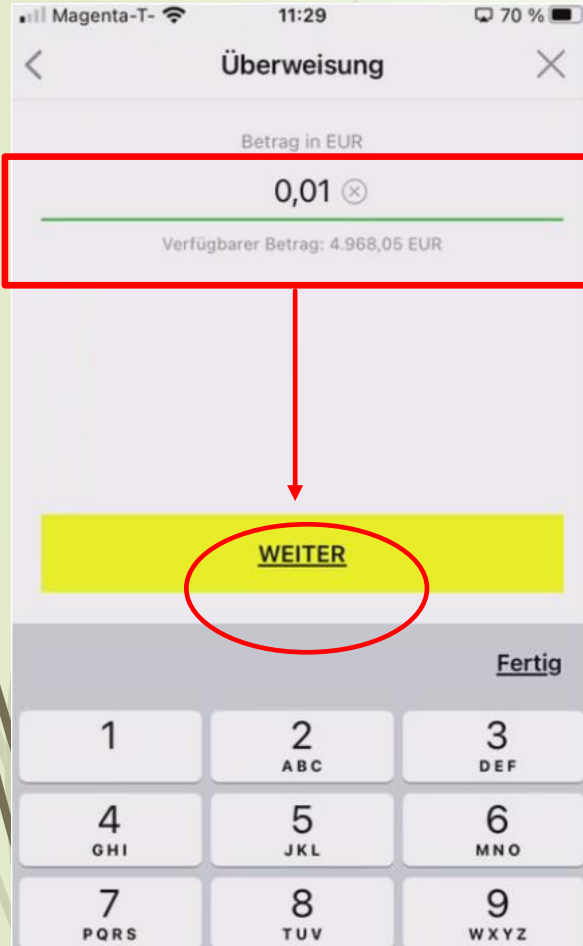 Magenta-T- 11:29 70 %
Überweisung
Betrag in EUR
0,01
Verfügbarer Betrag: 4.968,05 EUR
WEITER
Fertig
1 2 3
ABC DEF
4 5 6
GHI JKL MNO
7 8 9
PQRS TUV WXYZ